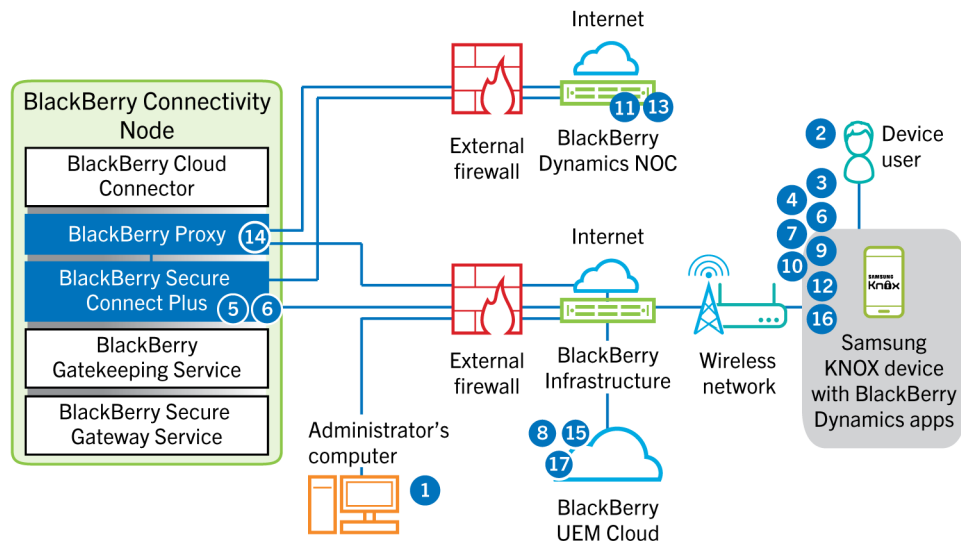 BlackBerry Connectivity
Node
BlackBerry Cloud
Connector
BlackBerry Proxy
14
BlackBerry Secure
Connect Plus
5
6
BlackBerry
Gatekeeping Service
BlackBerry Secure
Gateway Service
Internet
External
firewall
11
13
BlackBerry
Dynamics NOC
Internet
External
firewall
BlackBerry
Infrastructure
Wireless
network
Administrator's
computer
1
8
15
17
BlackBerry
UEM Cloud
2
Device
user
3
4
6
7
9
10
12
16
SAMSUNG
Knox
Samsung
KNOX device
with BlackBerry
Dynamics apps